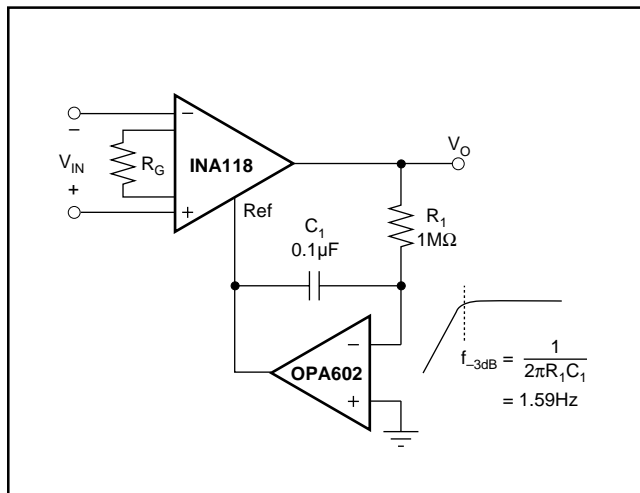 −
V_IN
+
R_G
−
INA118
+
Ref
V_O
C_1
0.1µF
R_1
1MΩ
−
OPA602
+
f_−3dB = 1 / 2πR_1C_1
= 1.59Hz